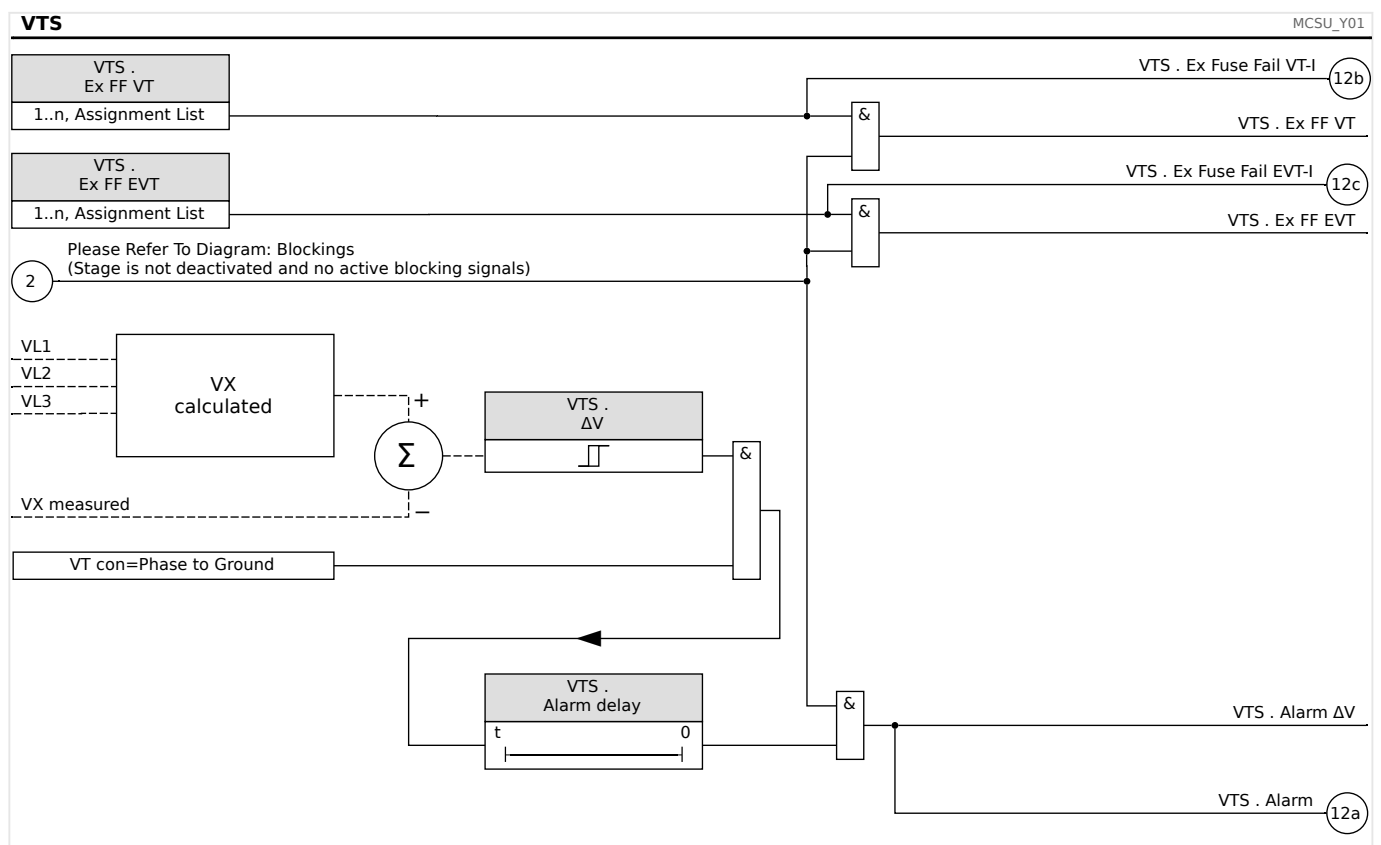 VTS
MCSU_Y01
VTS .
Ex FF VT
1..n, Assignment List
VTS . Ex Fuse Fail VT-I
12b
&
VTS . Ex FF VT
VTS .
Ex FF EVT
1..n, Assignment List
VTS . Ex Fuse Fail EVT-I
12c
&
VTS . Ex FF EVT
2
Please Refer To Diagram: Blockings
(Stage is not deactivated and no active blocking signals)
VL1
VL2
VL3
VX
calculated
+
Σ
−
VX measured
VTS .
ΔV
&
VT con=Phase to Ground
VTS .
Alarm delay
t 0
&
VTS . Alarm ΔV
VTS . Alarm
12a